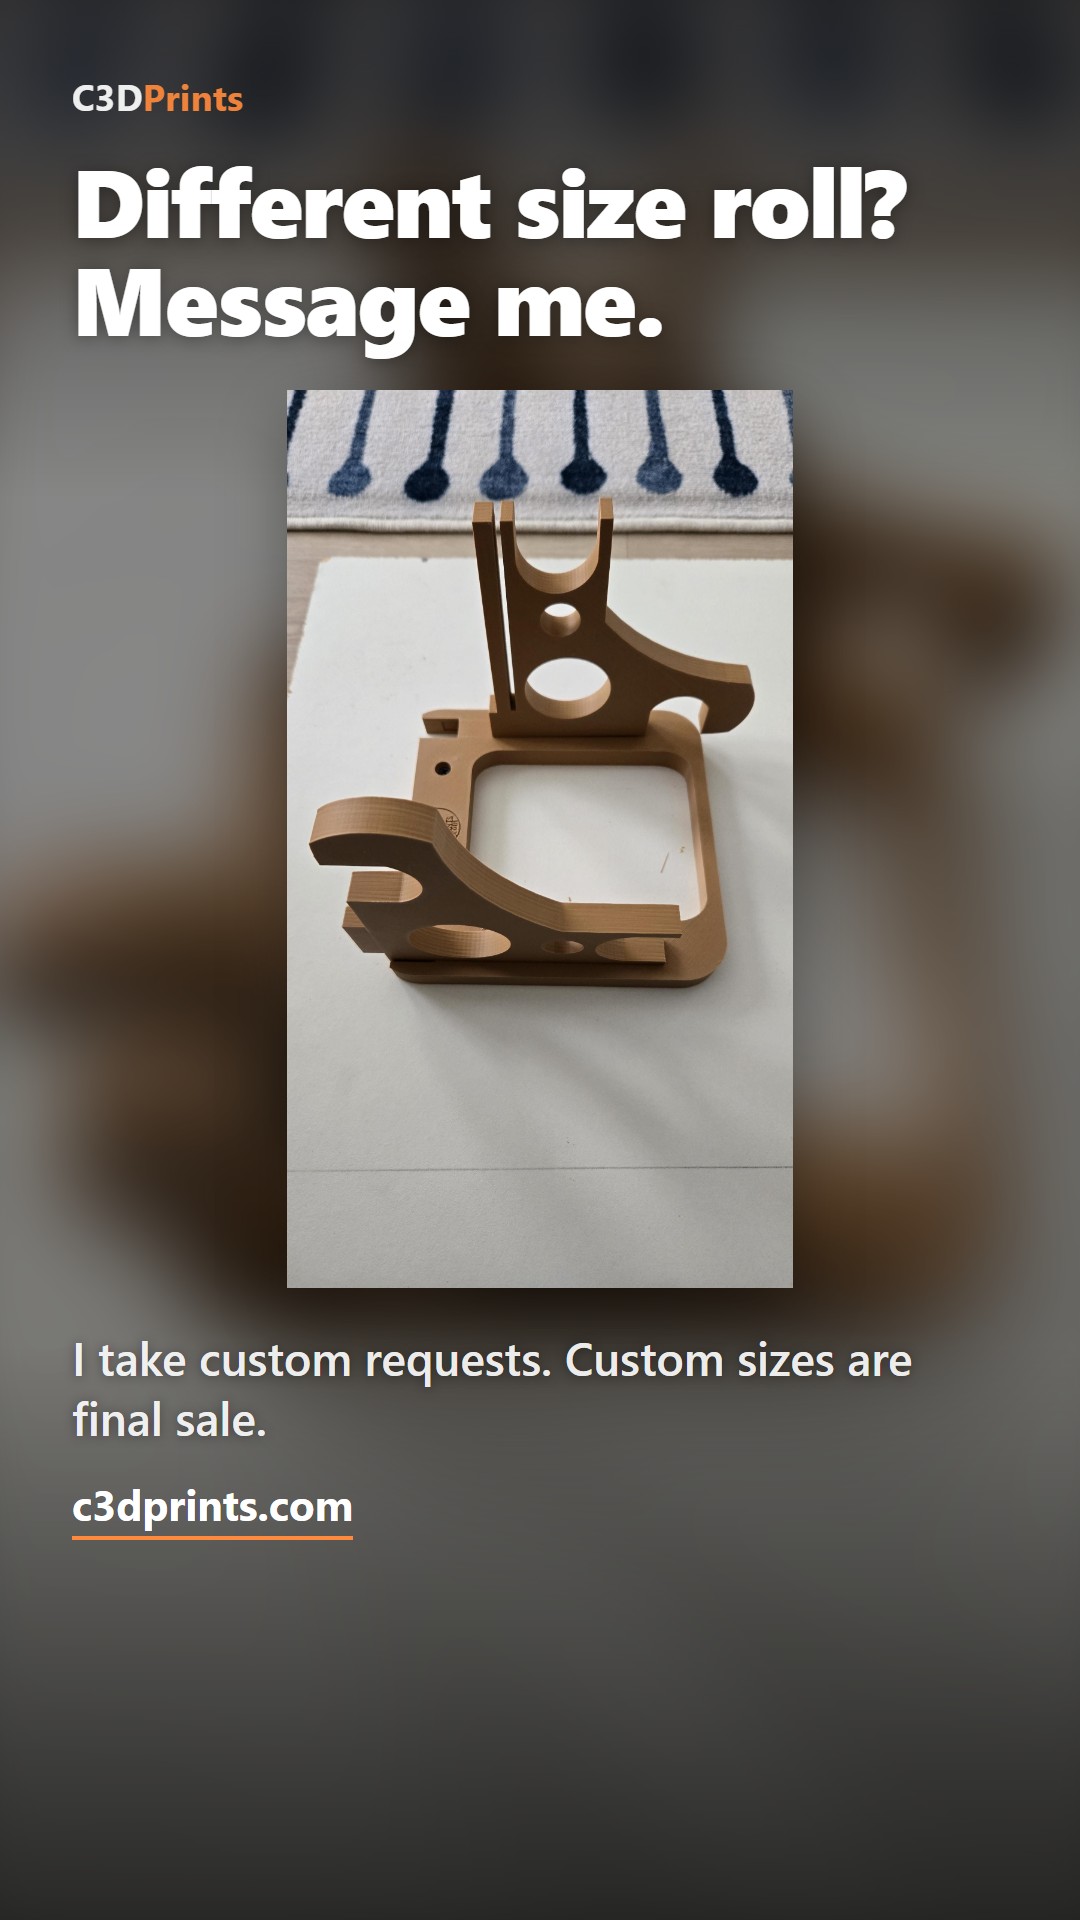 C3DPrints
Different size roll?
Message me.
I take custom requests. Custom sizes are
final sale.
c3dprints.com